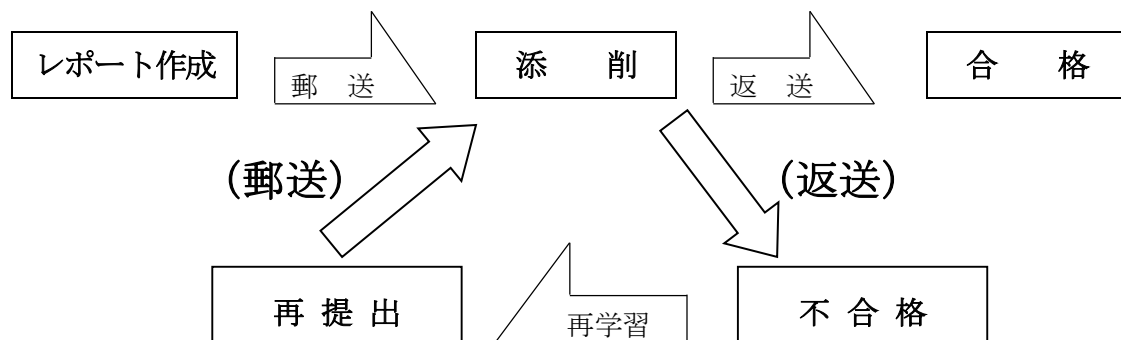 レポート作成
郵 送
添 削
返 送
合 格
(郵送)
(返送)
再 提 出
再学習
不 合 格